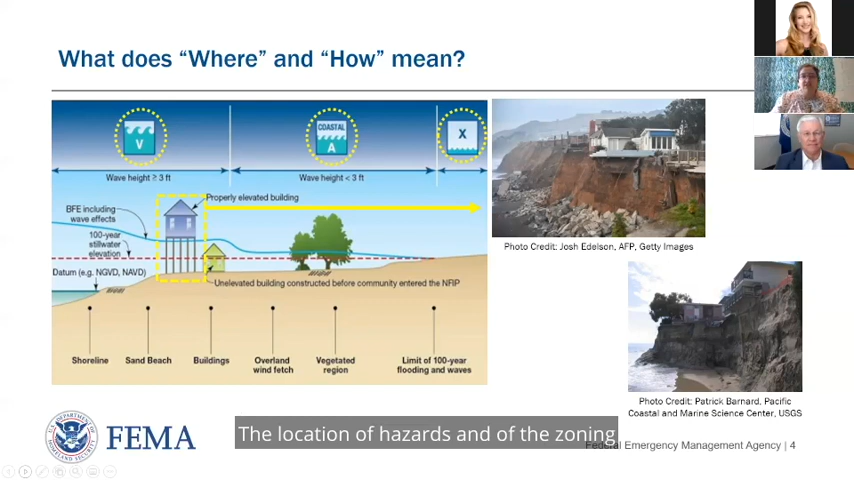 What does “Where” and “How” mean?
V
COASTAL
A
X
Wave height ≥ 3 ft
Wave height < 3 ft
Properly elevated building
BFE including
wave effects
100-year
stillwater
elevation
Datum (e.g. NGVD, NAVD)
Unelevated building constructed before community entered the NFIP
Shoreline
Sand Beach
Buildings
Overland
wind fetch
Vegetated
region
Limit of 100-year
flooding and waves
Photo Credit: Josh Edelson, AFP, Getty Images
Photo Credit: Patrick Barnard, Pacific
Coastal and Marine Science Center, USGS
FEMA
The location of hazards and of the zoning
Federal Emergency Management Agency | 4